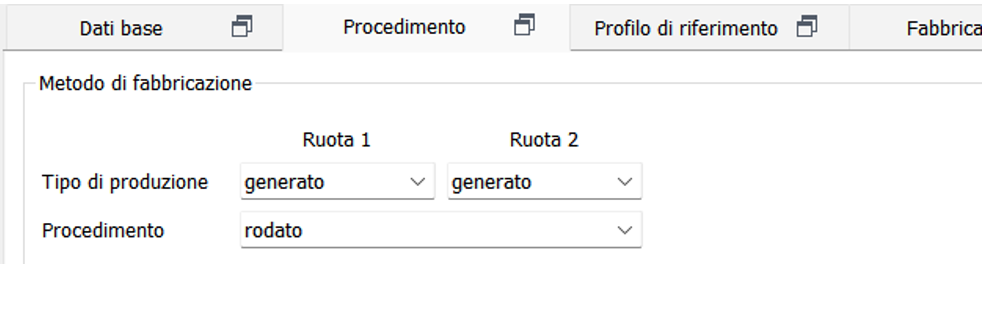 Dati base Procedimento Profilo di riferimento Fabbrica
Metodo di fabbricazione
Ruota 1 Ruota 2
Tipo di produzione generato generato
Procedimento rodato